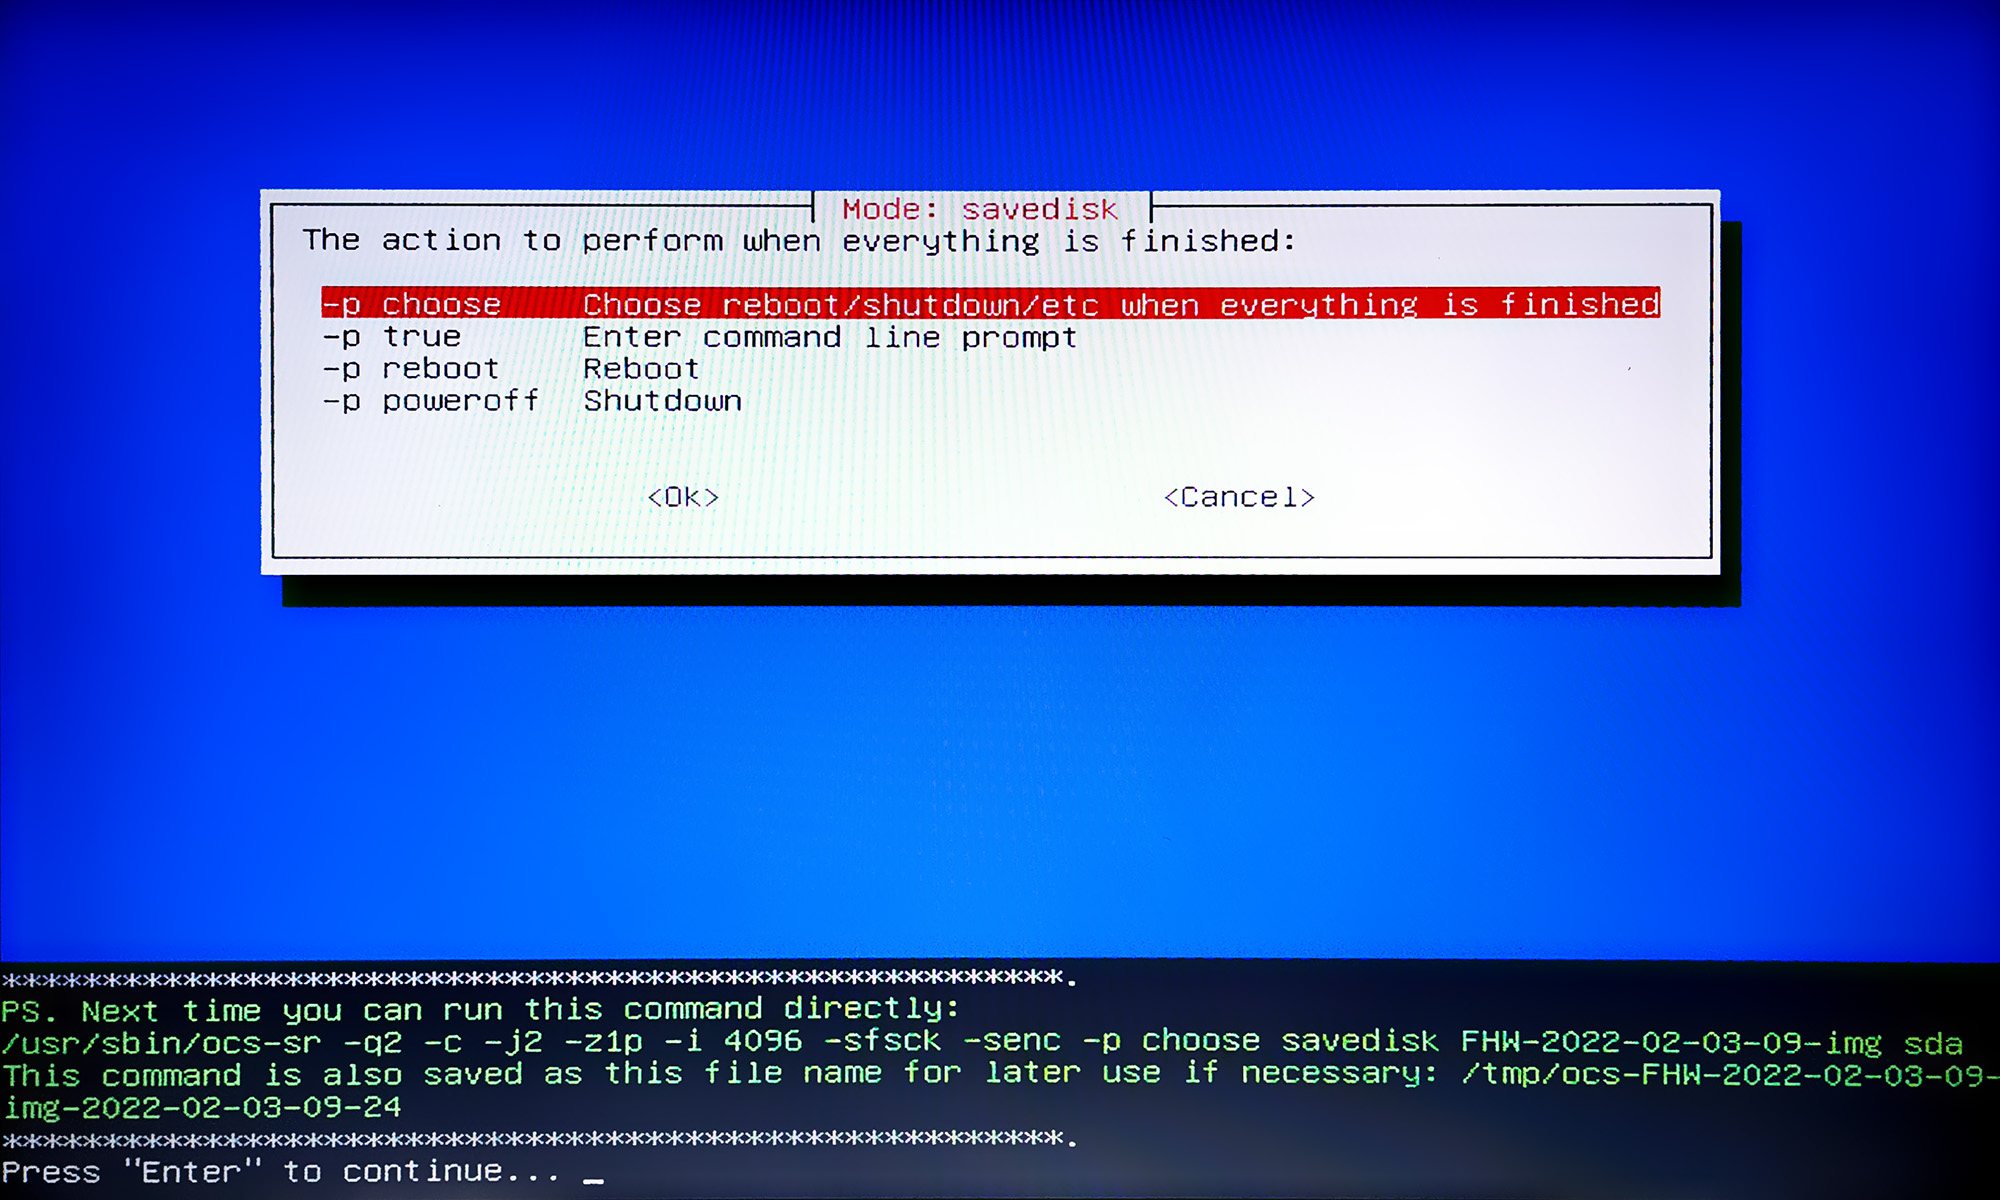 Mode: savedisk
The action to perform when everything is finished:
-p choose Choose reboot/shutdown/etc when everything is finished
-p true Enter command line prompt
-p reboot Reboot
-p poweroff Shutdown
<Ok> <Cancel>
*****************************************************.
PS. Next time you can run this command directly:
/usr/sbin/ocs-sr -q2 -c -j2 -z1p -i 4096 -sfsck -senc -p choose savedisk FHW-2022-02-03-09-img sda
This command is also saved as this file name for later use if necessary: /tmp/ocs-FHW-2022-02-03-09-
img-2022-02-03-09-24
*****************************************************.
Press "Enter" to continue... _